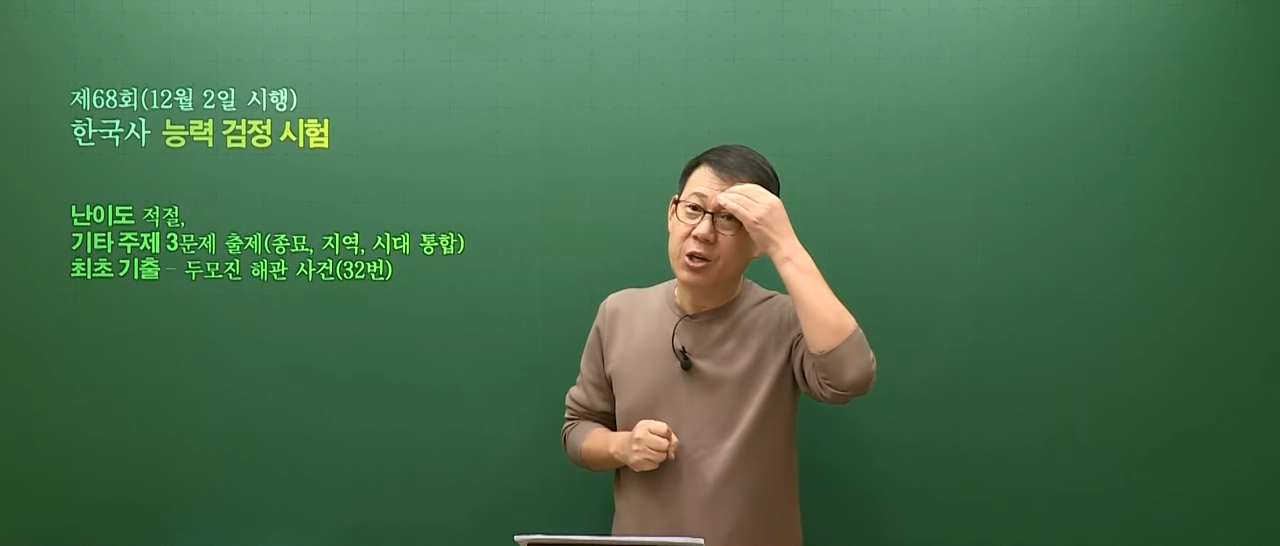 제68회(12월 2일 시행)
한국사 능력 검정 시험
난이도 적절,
기타 주제 3문제 출제(종묘, 지역, 시대 통합)
최초 기출 - 두모진 해관 사건(32번)